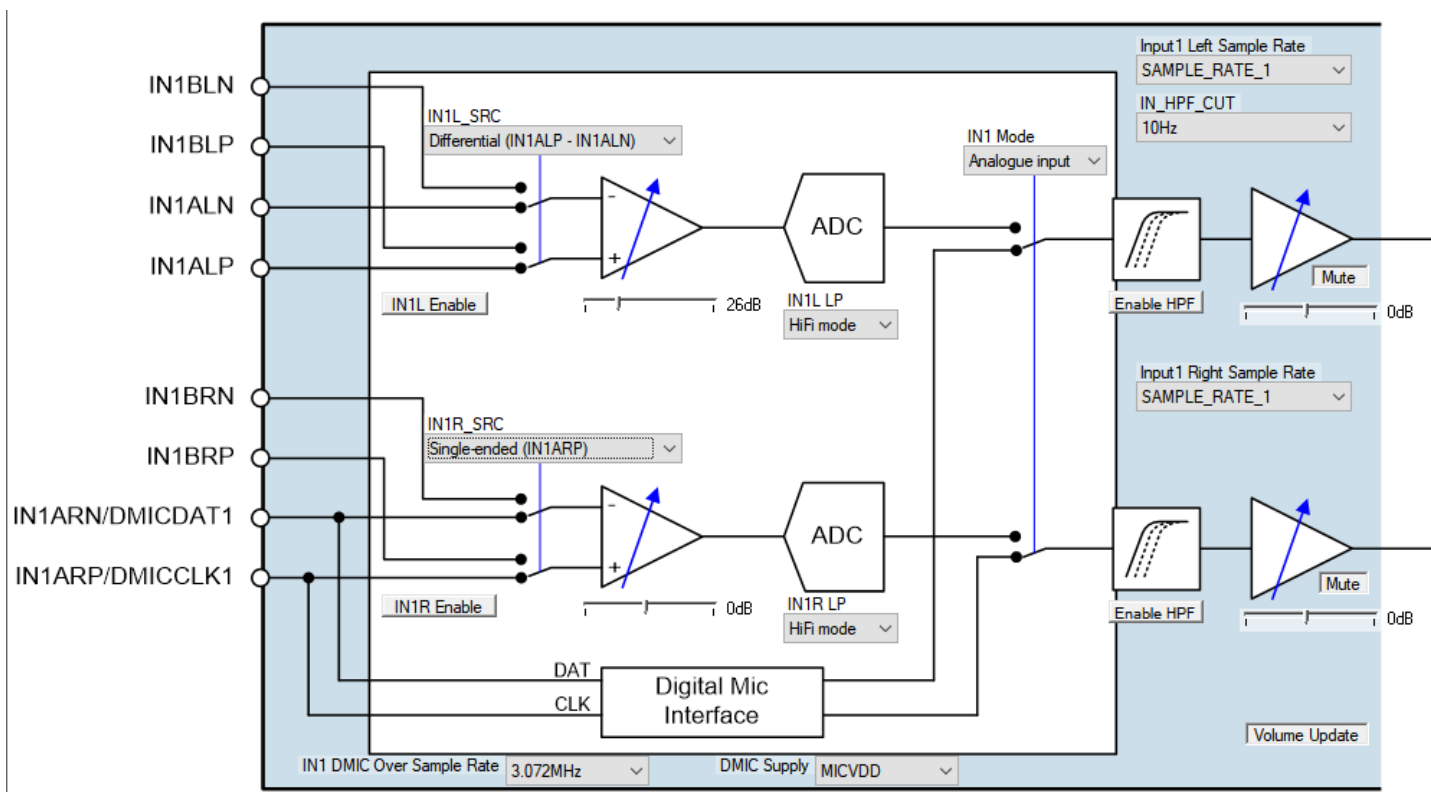 Input1 Left Sample Rate
SAMPLE_RATE_1
IN_HPF_CUT
10Hz
IN1BLN
IN1BLP
IN1ALN
IN1ALP
IN1L_SRC
Differential (IN1ALP - IN1ALN)
IN1 Mode
Analogue input
-
+
ADC
IN1L Enable
26dB
IN1L LP
HiFi mode
Enable HPF
Mute
0dB
Input1 Right Sample Rate
SAMPLE_RATE_1
IN1BRN
IN1BRP
IN1ARN/DMICDAT1
IN1ARP/DMICCLK1
IN1R_SRC
Single-ended (IN1ARP)
-
+
ADC
IN1R Enable
0dB
IN1R LP
HiFi mode
Enable HPF
Mute
0dB
DAT
CLK
Digital Mic
Interface
Volume Update
IN1 DMIC Over Sample Rate
3.072MHz
DMIC Supply
MICVDD